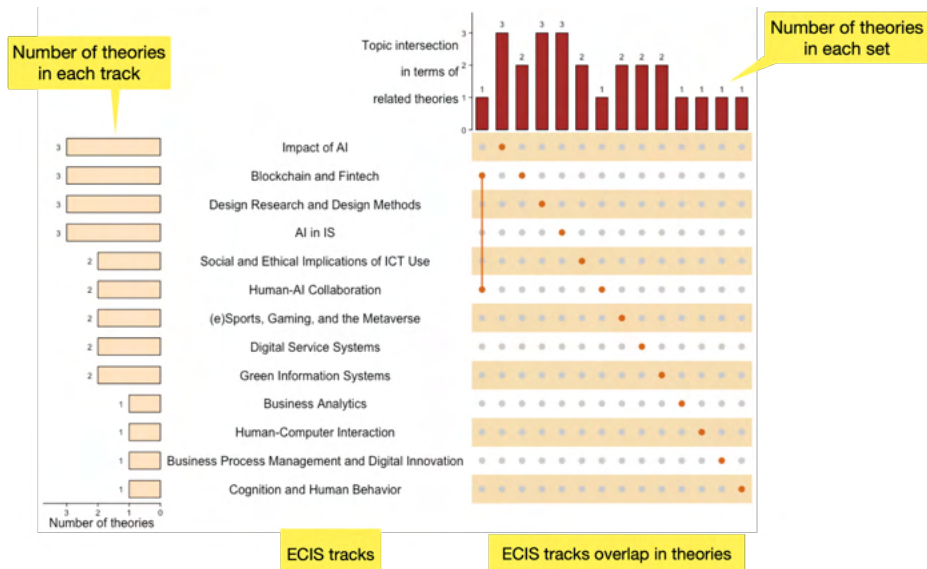 Number of theories
in each track
Topic intersection
in terms of
related theories
Number of theories
in each set
3
2
1
0
1
3
2
3
3
2
1
2
2
2
1
1
1
1
3
Impact of AI
3
Blockchain and Fintech
3
Design Research and Design Methods
3
AI in IS
2
Social and Ethical Implications of ICT Use
2
Human-AI Collaboration
2
(e)Sports, Gaming, and the Metaverse
2
Digital Service Systems
2
Green Information Systems
1
Business Analytics
1
Human-Computer Interaction
1
Business Process Management and Digital Innovation
1
Cognition and Human Behavior
3 2 1 0
Number of theories
ECIS tracks
ECIS tracks overlap in theories